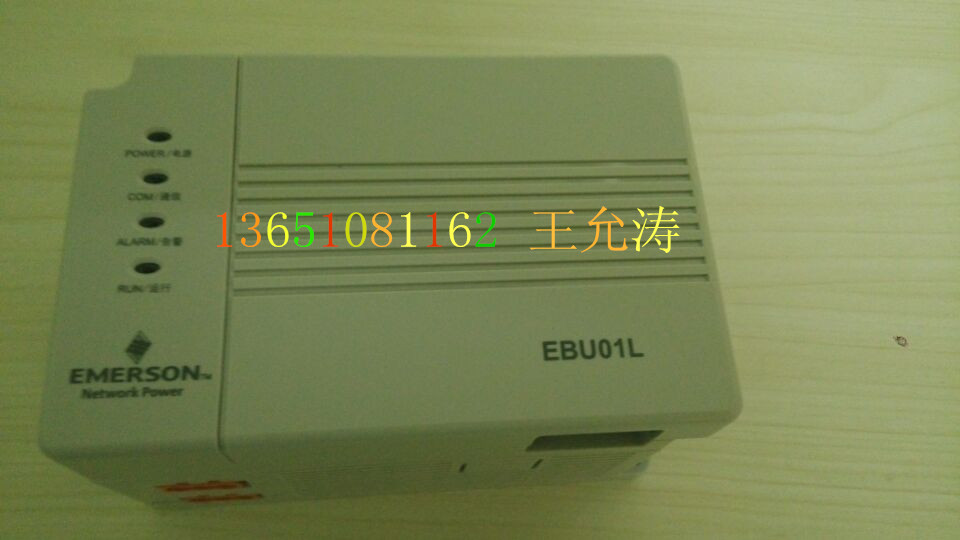 POWER/电源
COM/通信
ALARM/告警
RUN/运行
13651081162 王允涛
EBU01L
EMERSON™
Network Power